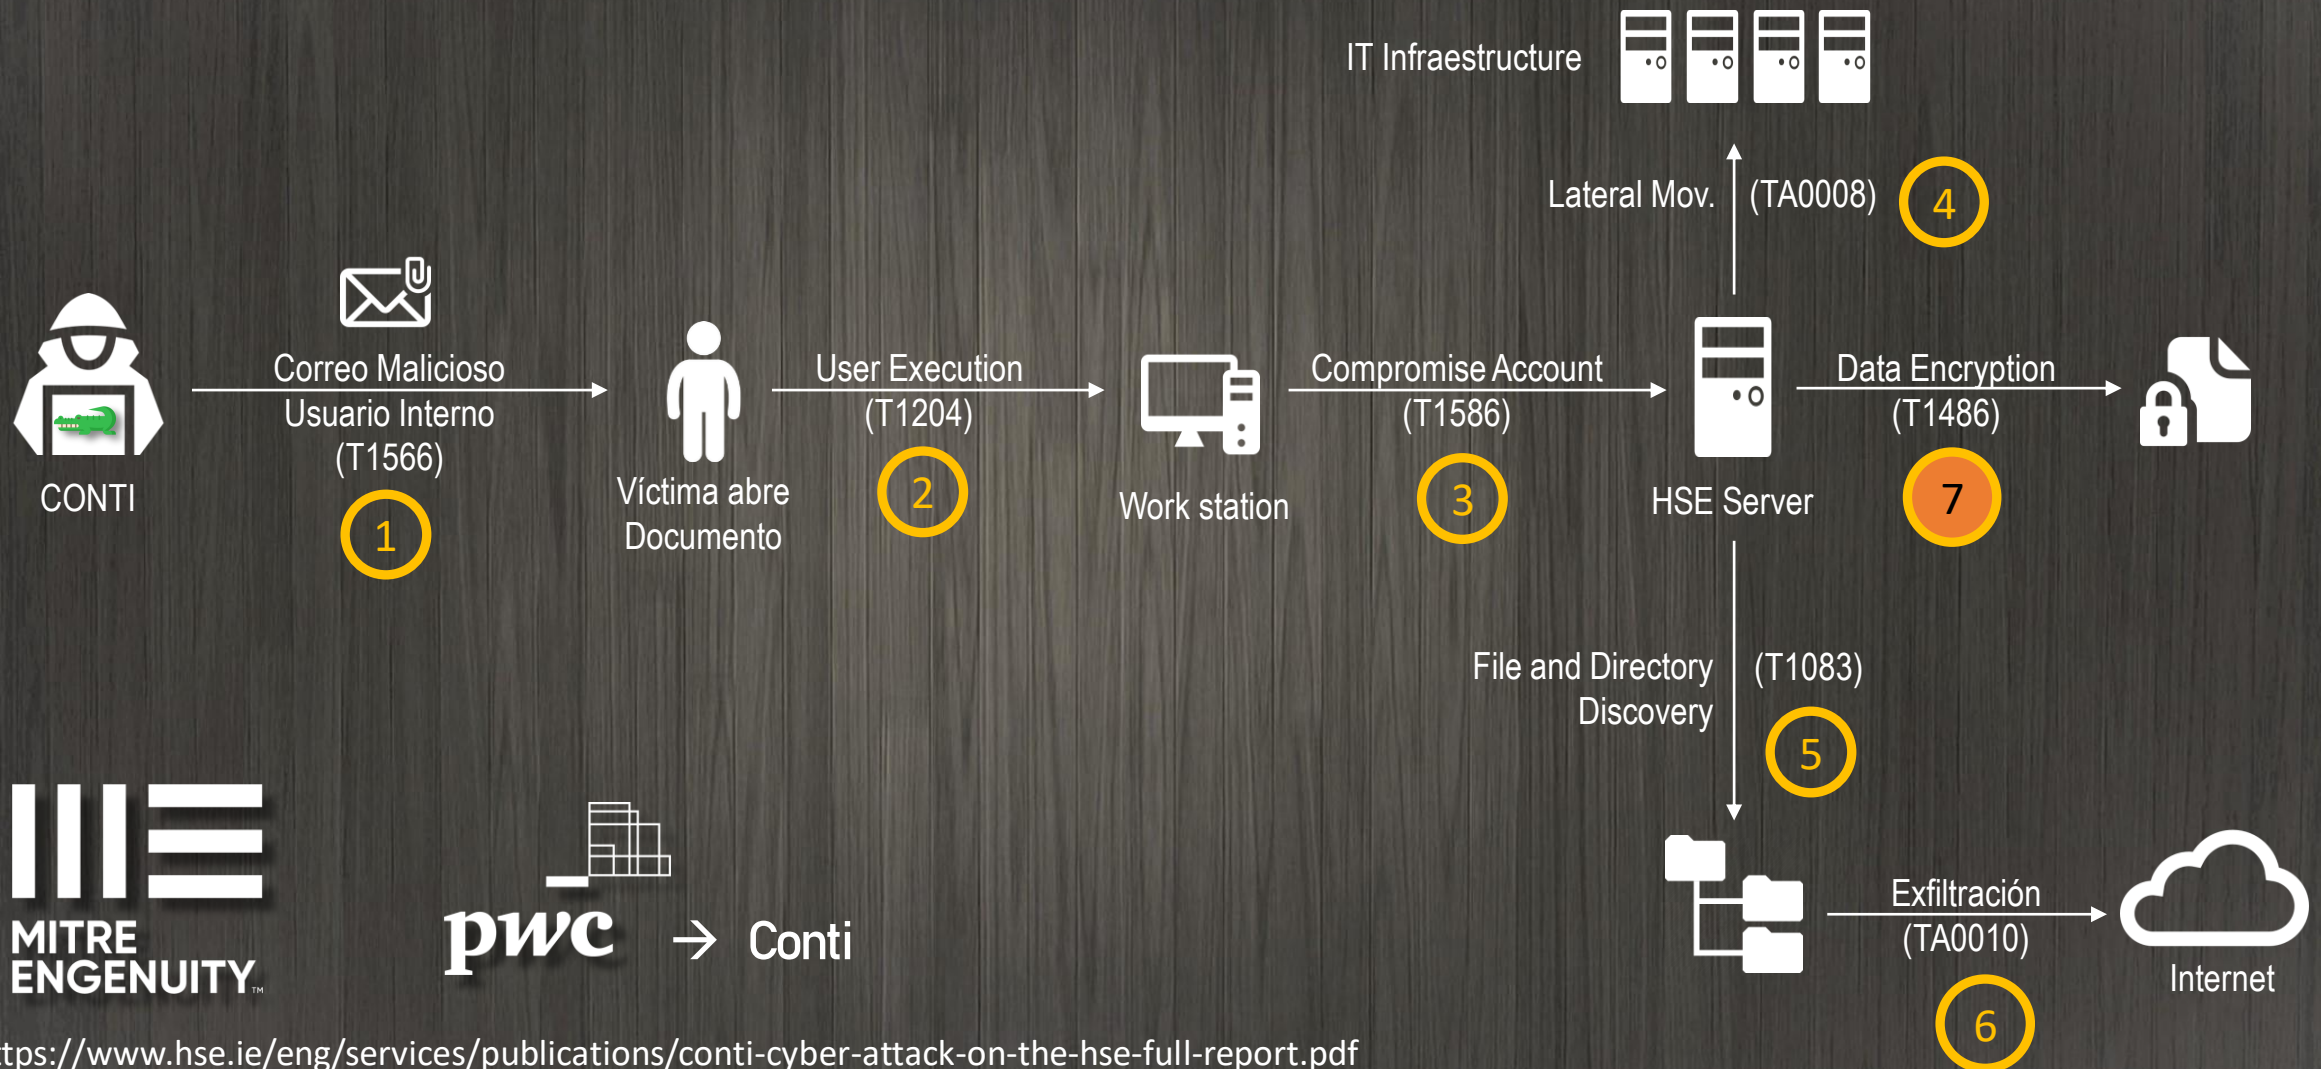 IT Infraestructure
Lateral Mov.
(TA0008)
4
Correo Malicioso
Usuario Interno
(T1566)
1
CONTI
Víctima abre
Documento
User Execution
(T1204)
2
Work station
Compromise Account
(T1586)
3
HSE Server
Data Encryption
(T1486)
7
File and Directory
Discovery
(T1083)
5
Exfiltración
(TA0010)
6
Internet
MITRE
ENGENUITY™
pwc → Conti
ttps://www.hse.ie/eng/services/publications/conti-cyber-attack-on-the-hse-full-report.pdf